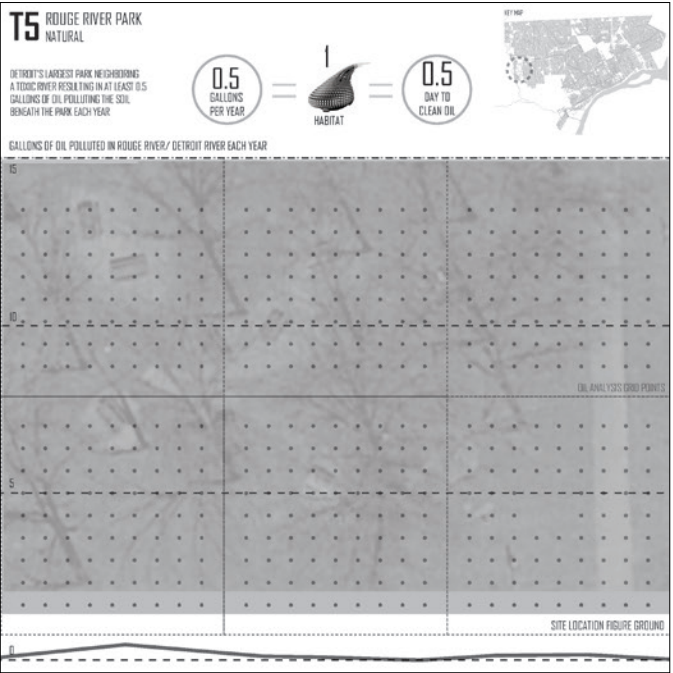 T5 ROUGE RIVER PARK
NATURAL
DETROIT'S LARGEST PARK NEIGHBORING
A TOXIC RIVER RESULTING IN AT LEAST 0.5
GALLONS OF OIL POLLUTING THE SOIL
BENEATH THE PARK EACH YEAR
0.5
GALLONS
PER YEAR
1
HABITAT
0.5
DAY TO
CLEAN OIL
KEY MAP
GALLONS OF OIL POLLUTED IN ROUGE RIVER/ DETROIT RIVER EACH YEAR
15
10
OIL ANALYSIS GRID POINTS
5
SITE LOCATION FIGURE GROUND
0